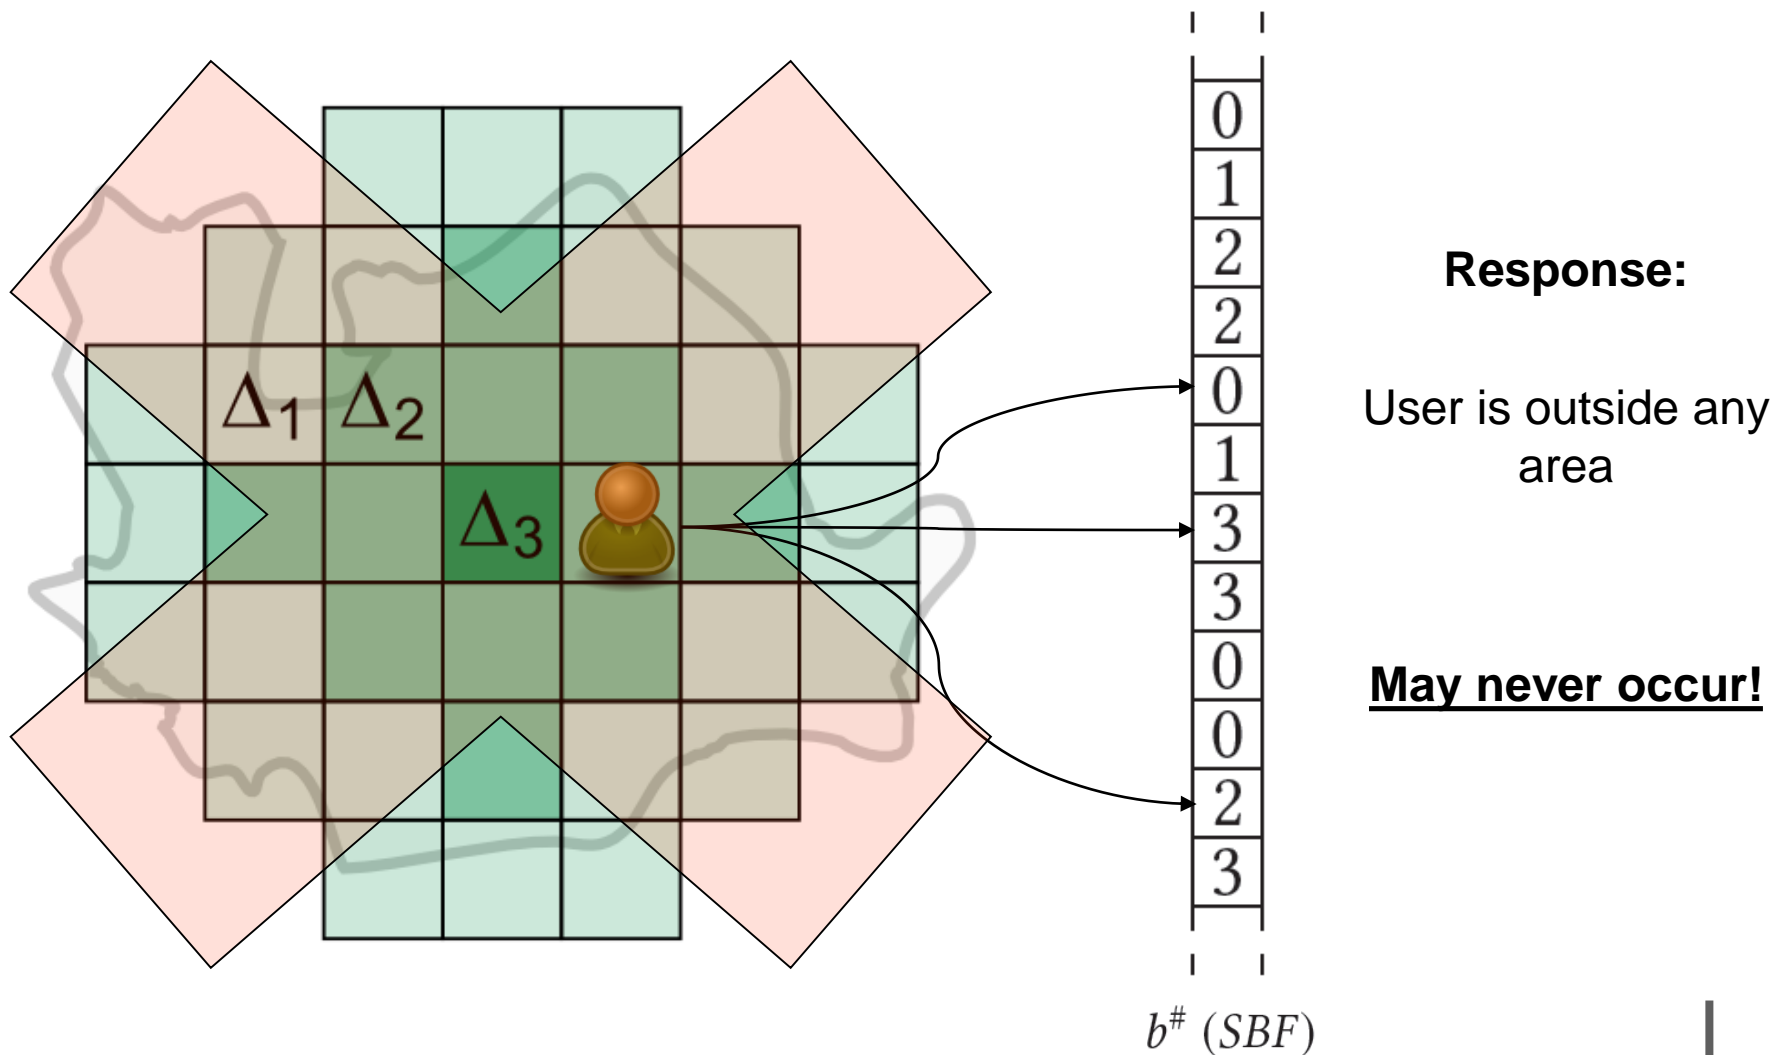 Δ1 Δ2
Δ3
0
1
2
2
0
1
3
3
0
0
2
3
b# (SBF)
Response:
User is outside any
area
May never occur!